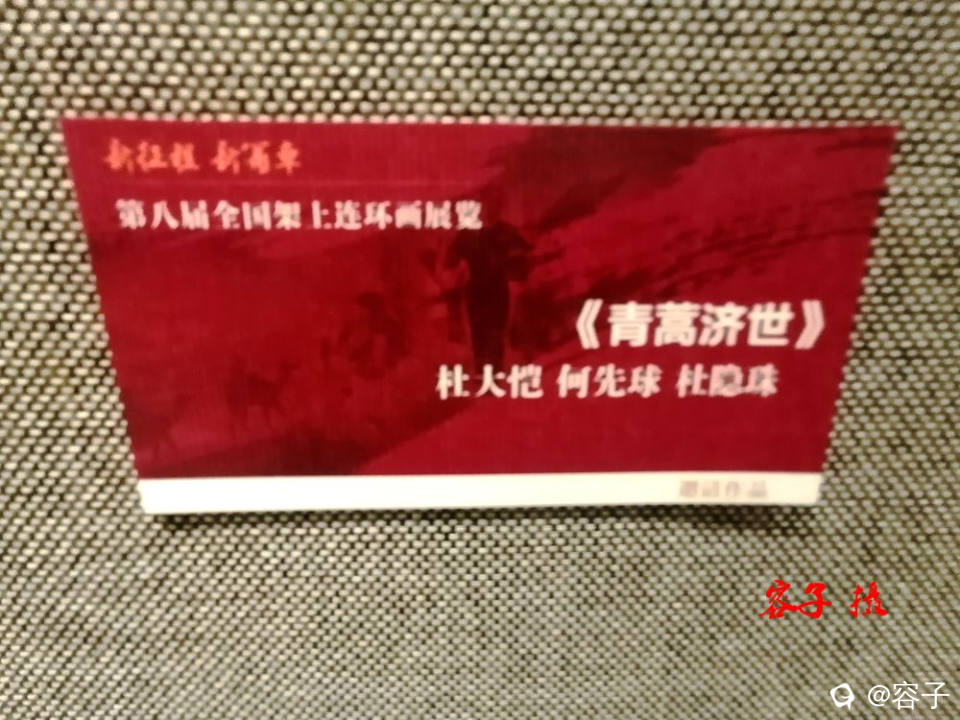 新征程 新篇章
第八届全国架上连环画展览
《青蒿济世》
杜大恺 何先球 杜隐珠
邀请作品
容子 摄
@容子